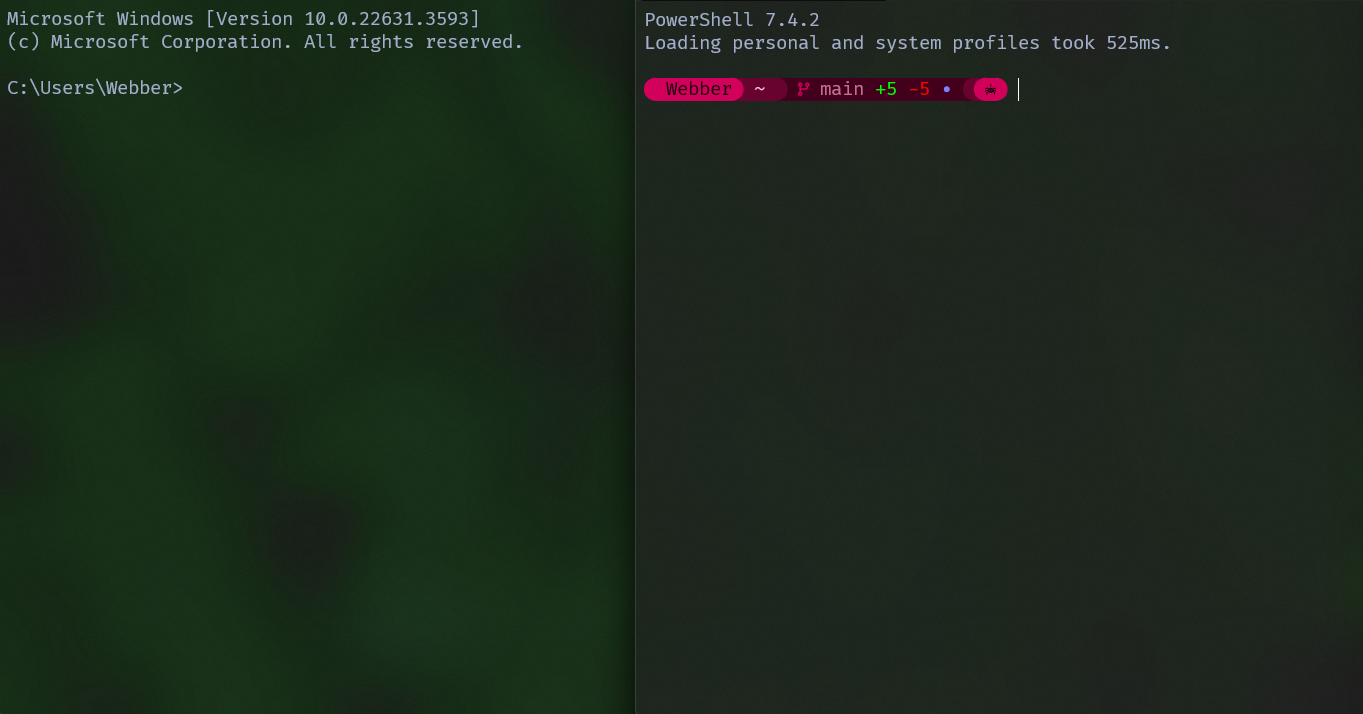 Microsoft Windows [Version 10.0.22631.3593]
(c) Microsoft Corporation. All rights reserved.
C:\Users\Webber>
PowerShell 7.4.2
Loading personal and system profiles took 525ms.
Webber ~ main +5 -5 •